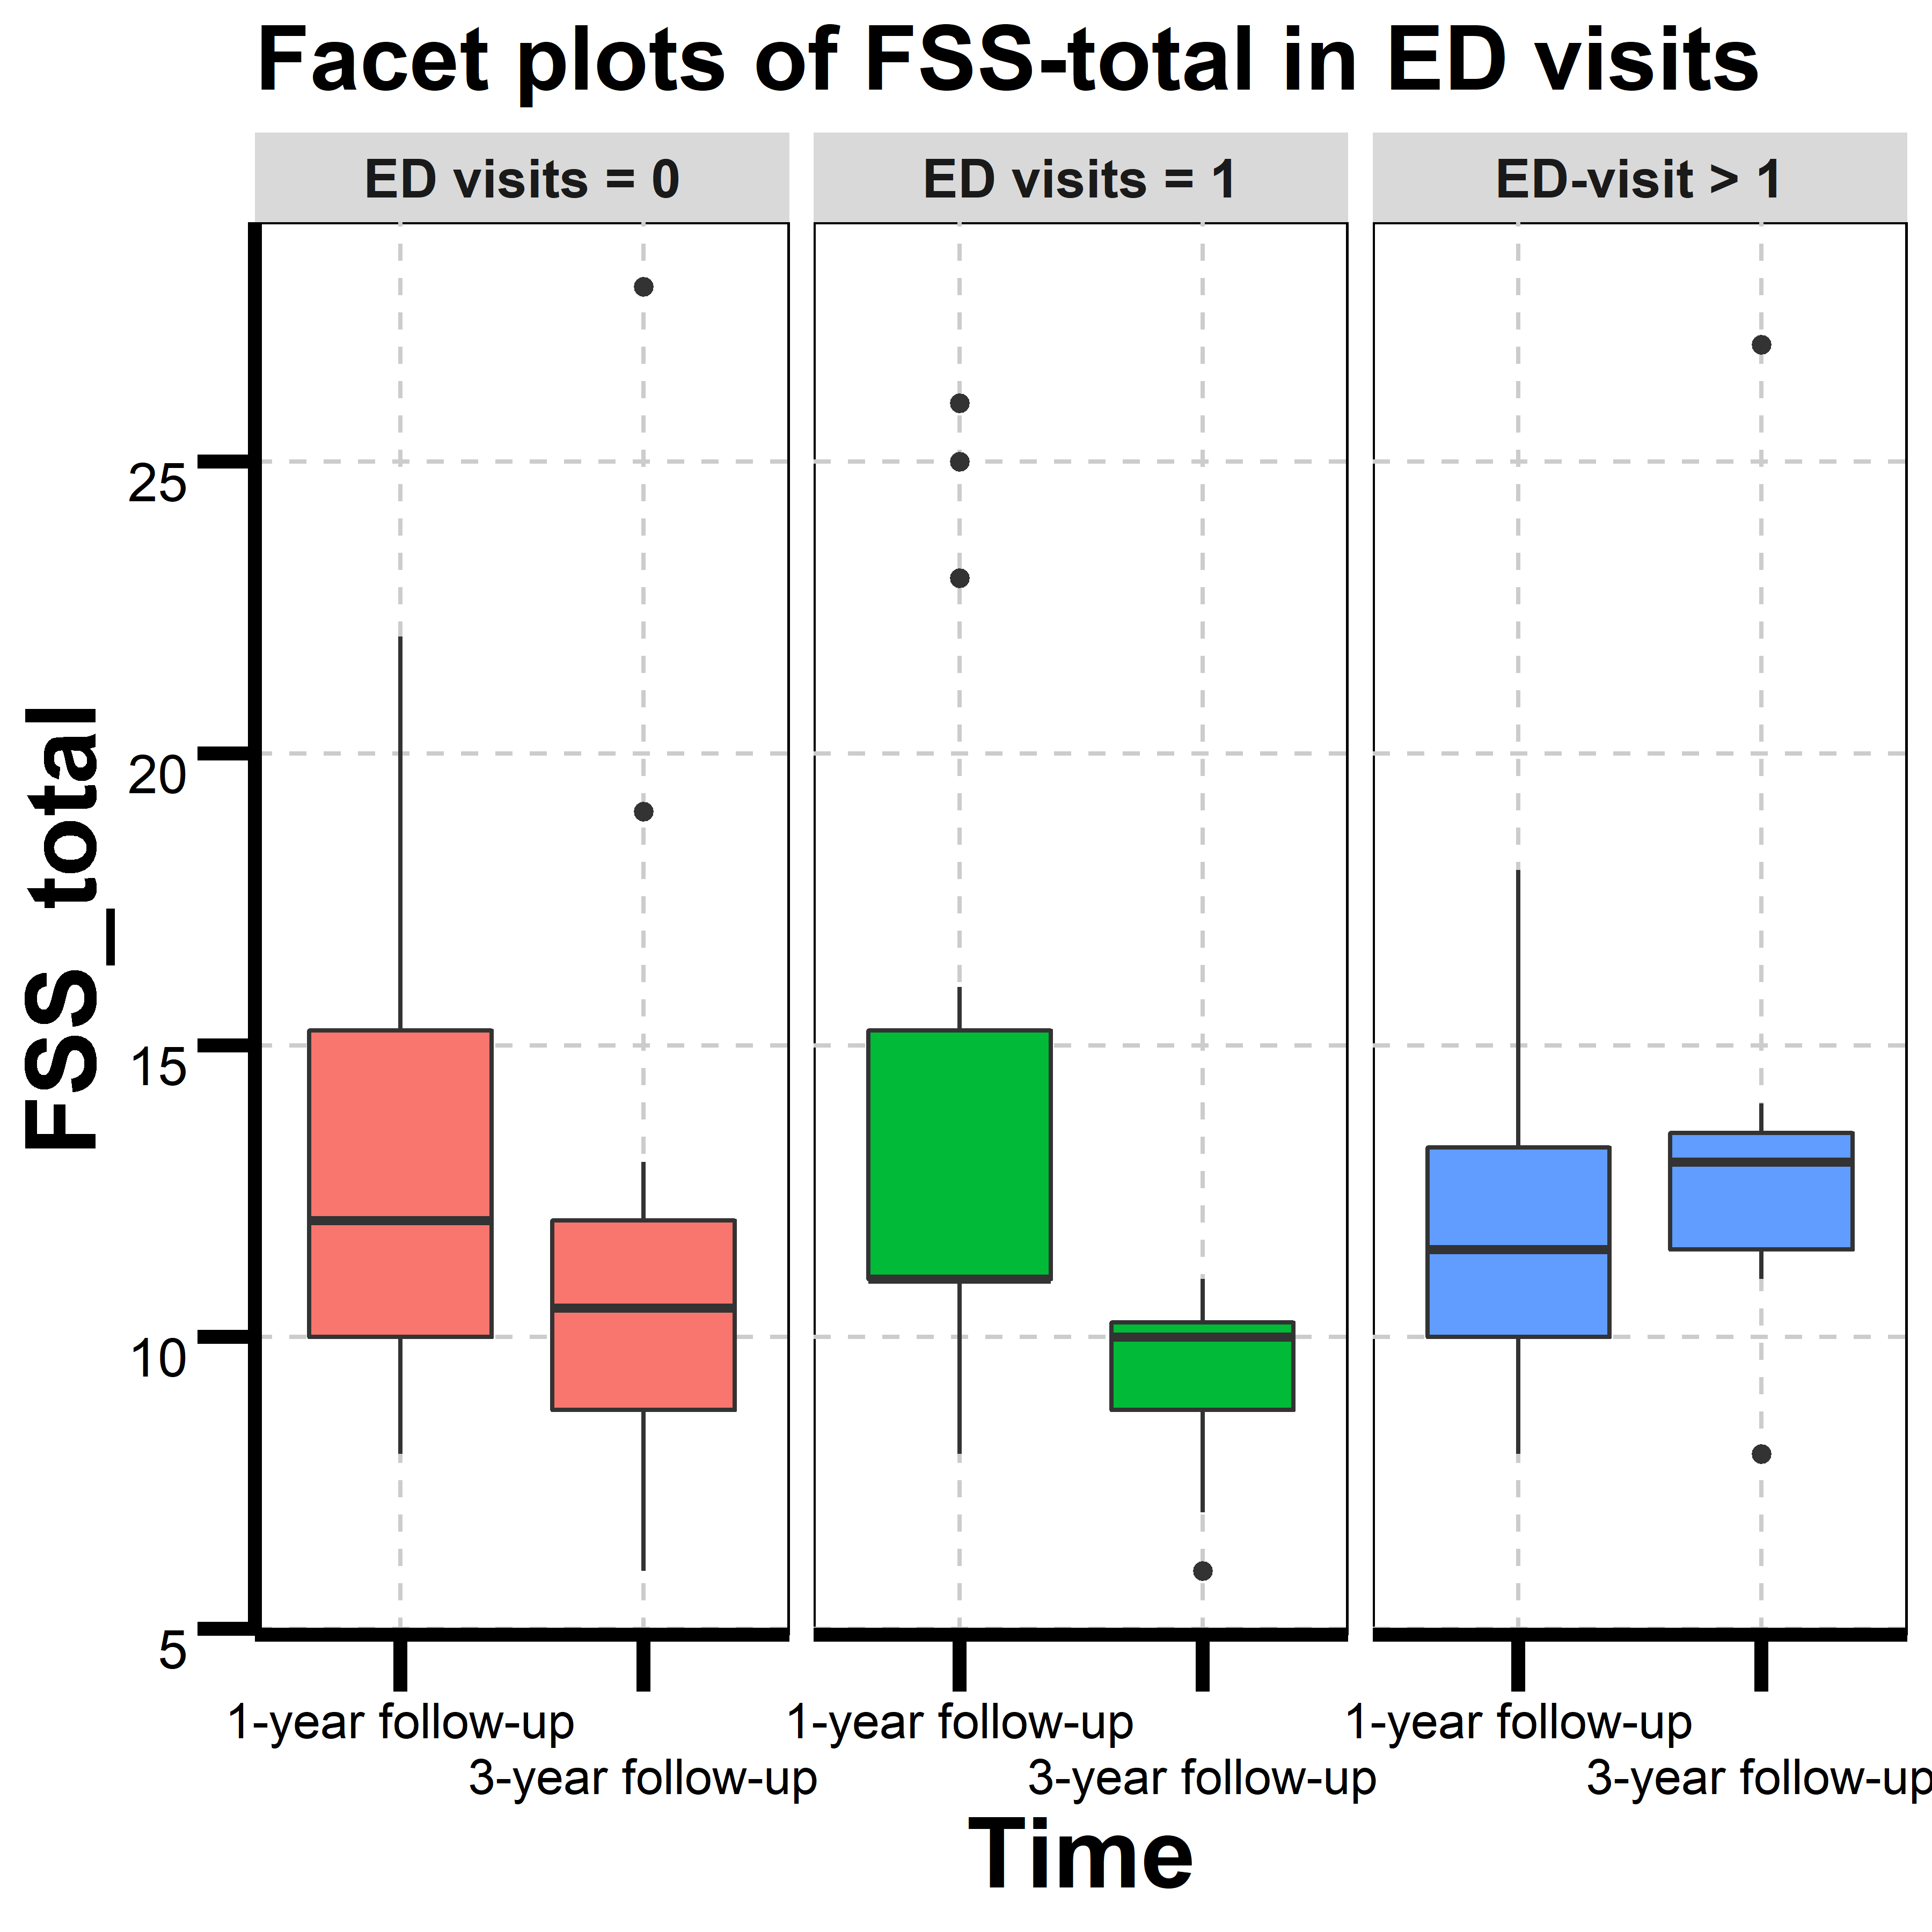 Facet plots of FSS-total in ED visits
ED visits = 0
ED visits = 1
ED-visit > 1
FSS_total
25
20
15
10
5
1-year follow-up
3-year follow-up
1-year follow-up
3-year follow-up
1-year follow-up
3-year follow-up
Time